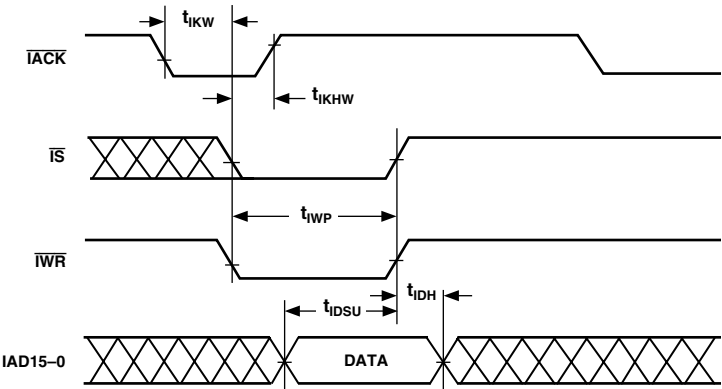 tIKW
IACK
tIKHW
IS
tIWP
IWR
tIDH
tIDSU
IAD15–0
DATA